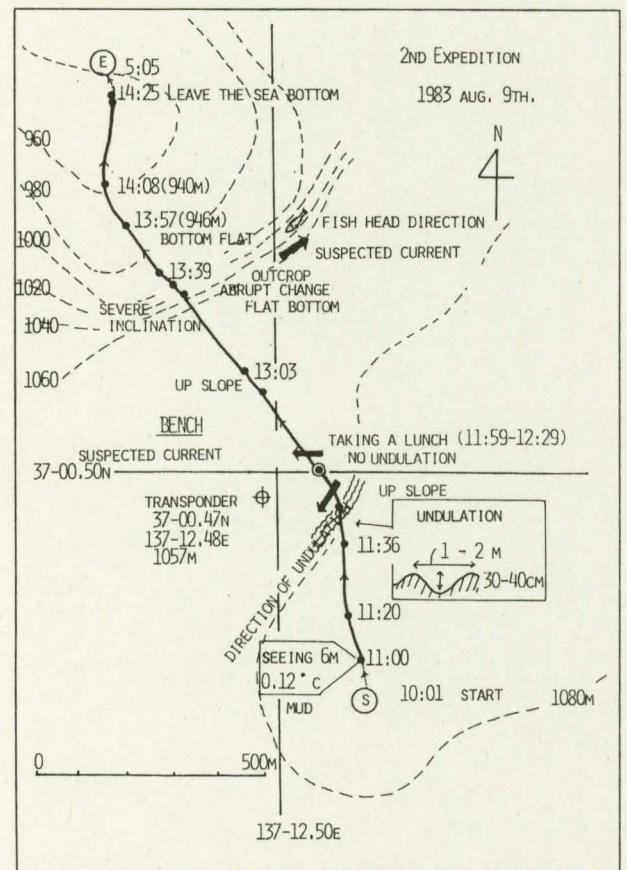 2ND EXPEDITION
1983 AUG. 9TH.
N
E
5:05
14:25 LEAVE THE SEA BOTTOM
960
14:08(940M)
980
13:57(946M)
BOTTOM FLAT
FISH HEAD DIRECTION
1000
SUSPECTED CURRENT
13:39
OUTCROP
1020
ABRUPT CHANGE
FLAT BOTTOM
SEVERE
INCLINATION
1040
1060
13:03
UP SLOPE
BENCH
TAKING A LUNCH (11:59-12:29)
SUSPECTED CURRENT
NO UNDULATION
37-00.50N
UP SLOPE
TRANSPONDER
37-00.47N
137-12.48E
1057M
UNDULATION
1 - 2 M
30-40CM
11:36
DIRECTION OF UNDULATION
11:20
SEEING 6M
0.12°C
11:00
MUD
S
10:01 START
1080M
0
500M
137-12.50E